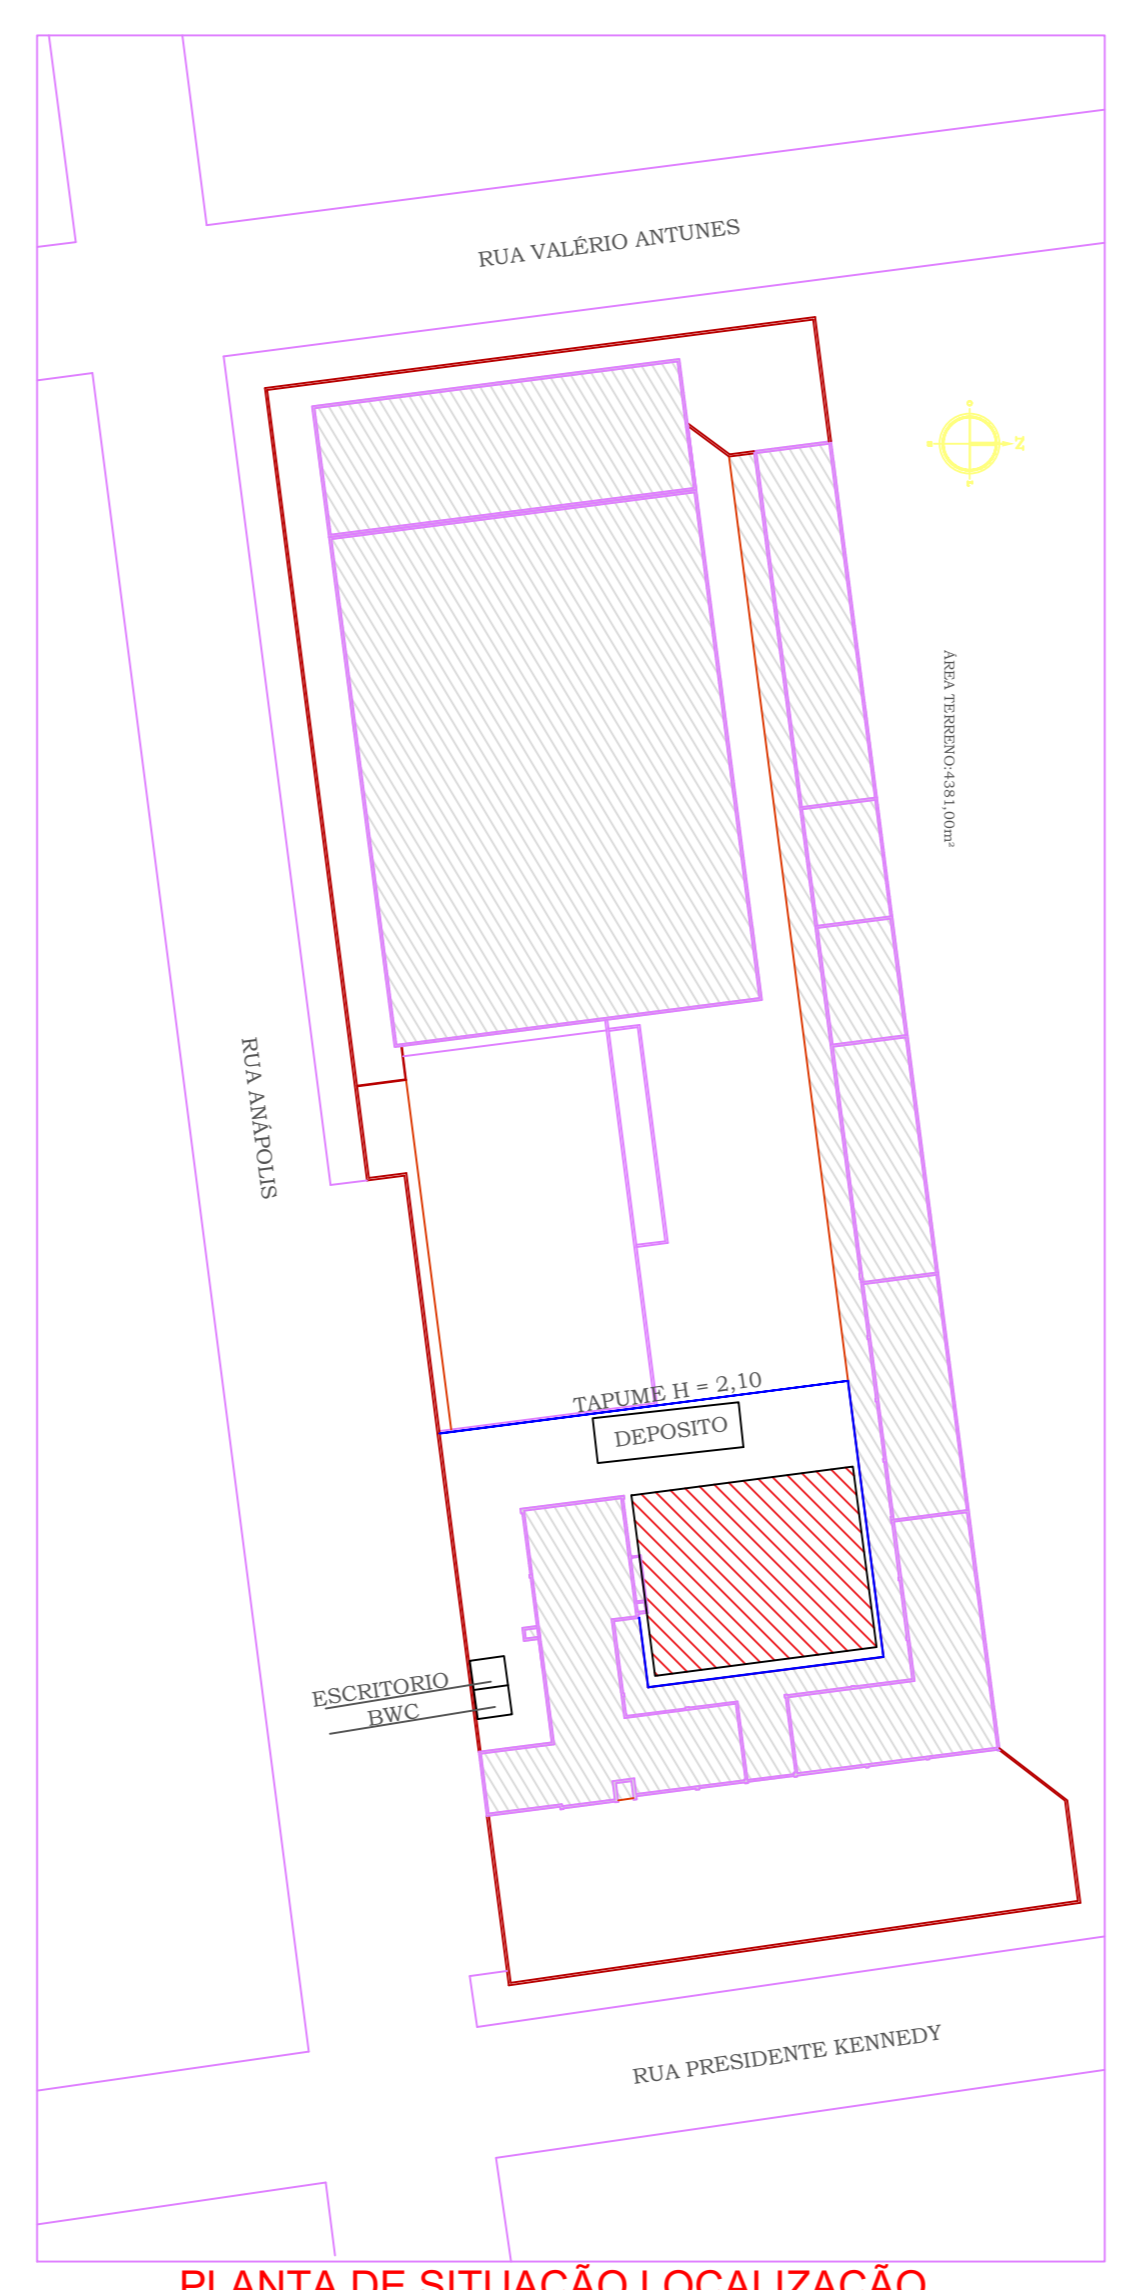 RUA VALÉRIO ANTUNES
N
ÁREA TERRENO:4381,00m²
RUA ANÁPOLIS
TAPUME H = 2,10
DEPOSITO
ESCRITORIO
BWC
RUA PRESIDENTE KENNEDY
PLANTA DE SITUAÇÃO LOCALIZAÇÃO